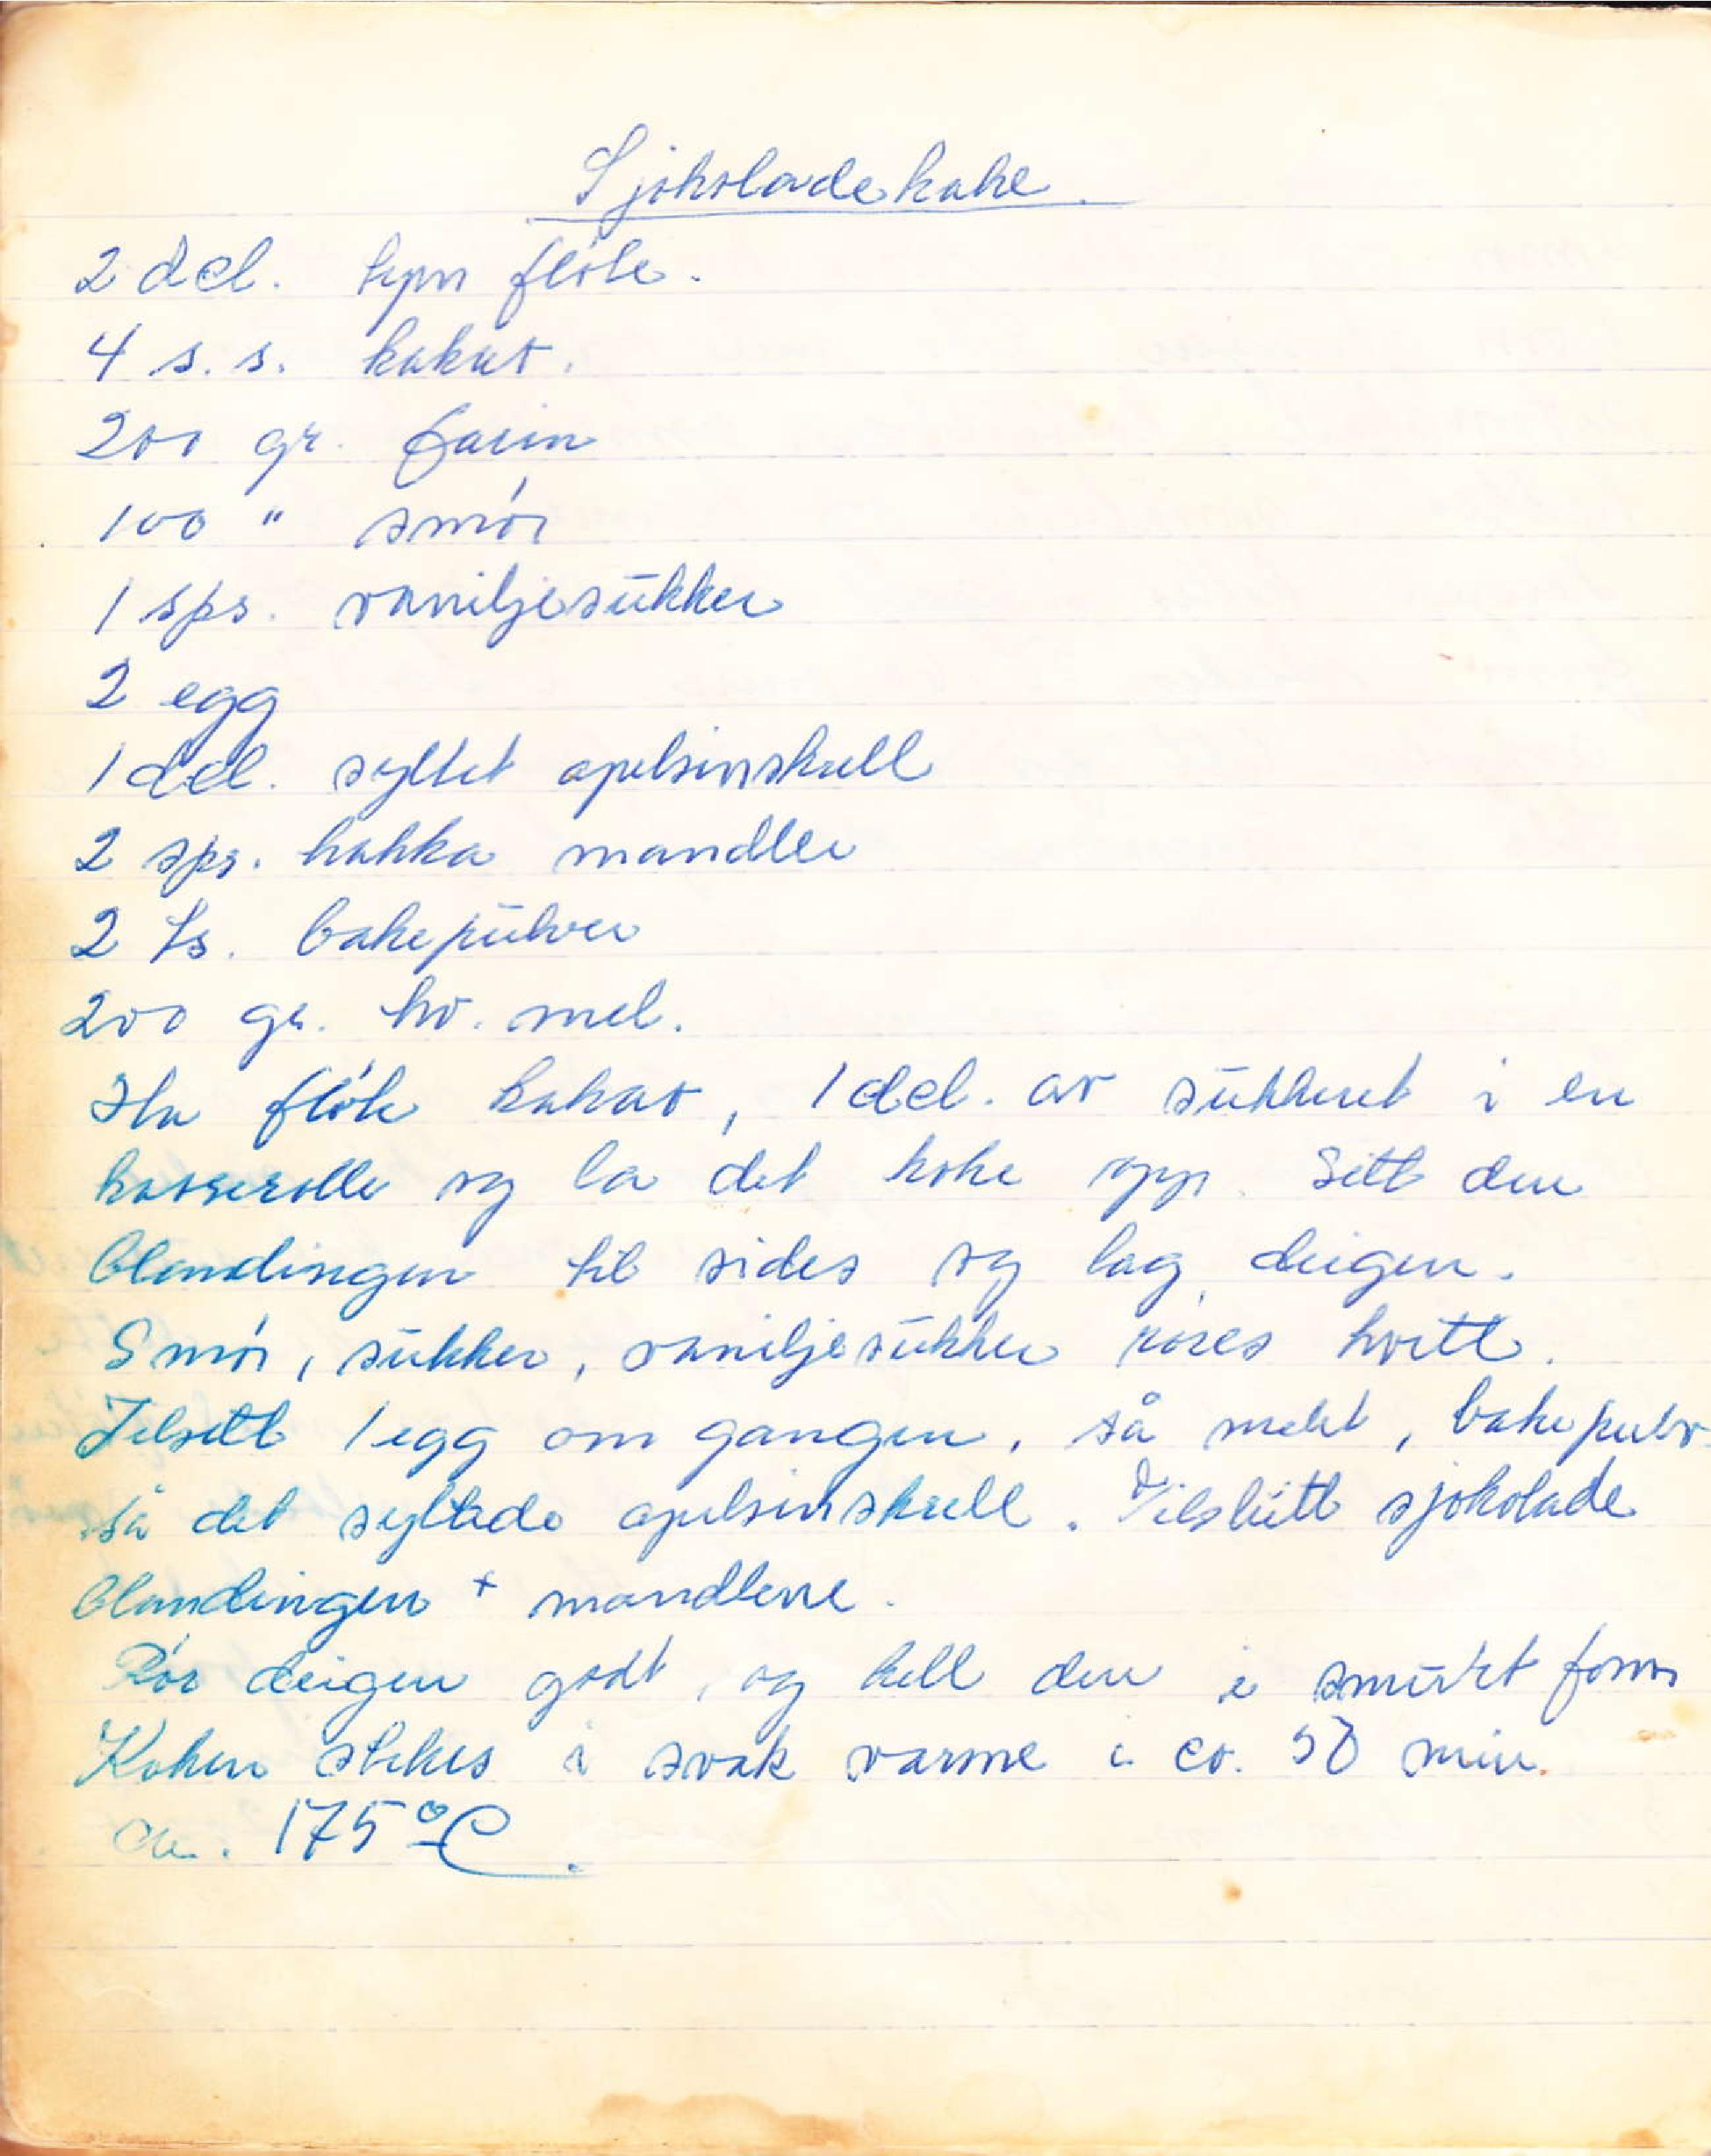 Sjokoladekake.
2 del. tynn fløte.
4 s.s. kakao.
200 gr. farin
100 " smør
1 sps. vaniljesukker
2 egg
1 del. syltet apelsinskall
2 sps. hakka mandler
2 ts. bakepulver
200 gr. hv. mel.
Ha fløte kakao, 1 del. av sukkeret i en
kasserolle og la det koke opp. Sett den
blandingen til sides og lag deigen.
Smør, sukker, vaniljesukker røres hvitt.
Tilsett 1 egg om gangen, så melet, bakepulv.
så det syltede apelsinskall. Tilslutt sjokolade
blandingen + mandlene.
Rør deigen godt, og hell den i smurt form
Kaken stekes i svak varme i ca. 50 min.
ca. 175°C.